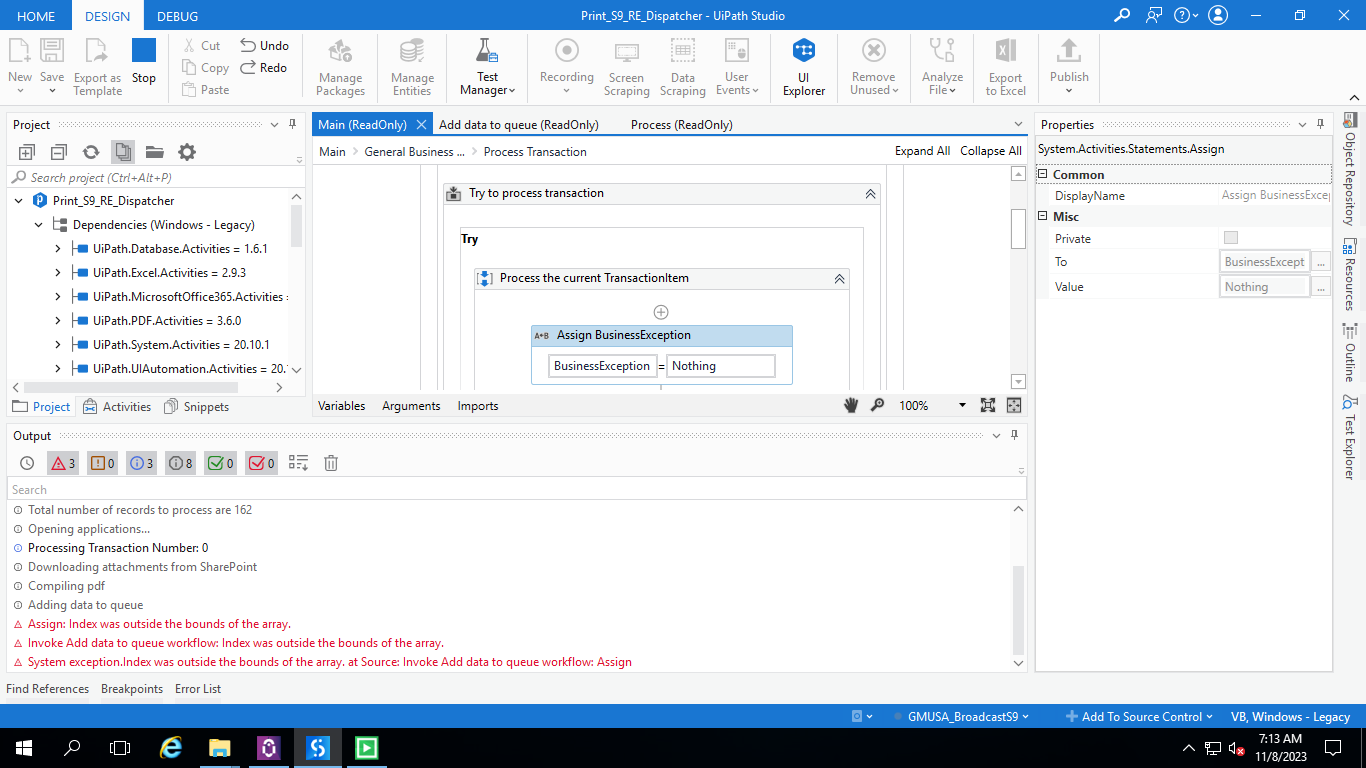 HOME DESIGN DEBUG Print_S9_RE_Dispatcher - UiPath Studio
New Save Export as Template Stop
Cut Copy Paste Undo Redo
Manage Packages
Manage Entities
Test Manager
Recording
Screen Scraping
Data Scraping
User Events
UI Explorer
Remove Unused
Analyze File
Export to Excel
Publish
Project
Search project (Ctrl+Alt+P)
Print_S9_RE_Dispatcher
Dependencies (Windows - Legacy)
UiPath.Database.Activities = 1.6.1
UiPath.Excel.Activities = 2.9.3
UiPath.MicrosoftOffice365.Activities =
UiPath.PDF.Activities = 3.6.0
UiPath.System.Activities = 20.10.1
UiPath.UIAutomation.Activities = 20.
Project Activities Snippets
Main (ReadOnly) Add data to queue (ReadOnly) Process (ReadOnly)
Main General Business ... Process Transaction Expand All Collapse All
Try to process transaction
Try
Process the current TransactionItem
A+B Assign BusinessException
BusinessException = Nothing
Variables Arguments Imports 100%
Properties
System.Activities.Statements.Assign
Common
DisplayName Assign BusinessExcep
Misc
Private
To BusinessExcept ...
Value Nothing ...
Object Repository
Resources
Outline
Test Explorer
Output
3 0 3 8 0 0
Search
Total number of records to process are 162
Opening applications...
Processing Transaction Number: 0
Downloading attachments from SharePoint
Compiling pdf
Adding data to queue
Assign: Index was outside the bounds of the array.
Invoke Add data to queue workflow: Index was outside the bounds of the array.
System exception.Index was outside the bounds of the array. at Source: Invoke Add data to queue workflow: Assign
Find References Breakpoints Error List
GMUSA_BroadcastS9 Add To Source Control VB, Windows - Legacy
7:13 AM
11/8/2023